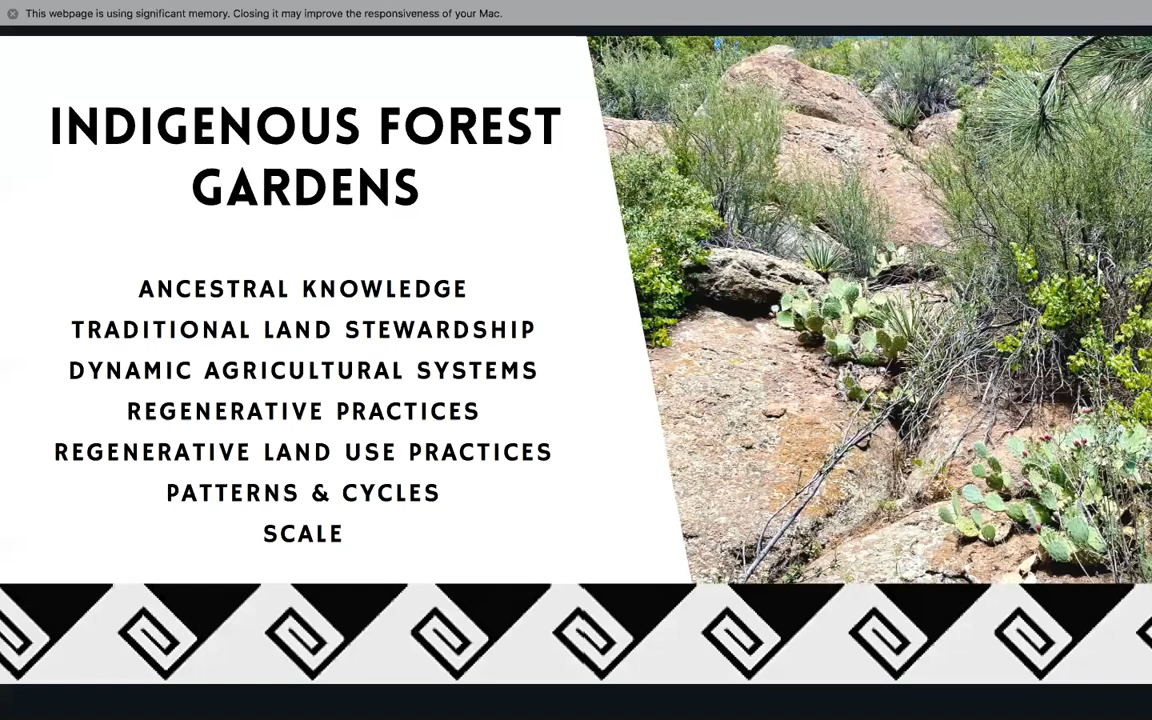 This webpage is using significant memory. Closing it may improve the responsiveness of your Mac.
INDIGENOUS FOREST
GARDENS
ANCESTRAL KNOWLEDGE
TRADITIONAL LAND STEWARDSHIP
DYNAMIC AGRICULTURAL SYSTEMS
REGENERATIVE PRACTICES
REGENERATIVE LAND USE PRACTICES
PATTERNS & CYCLES
SCALE